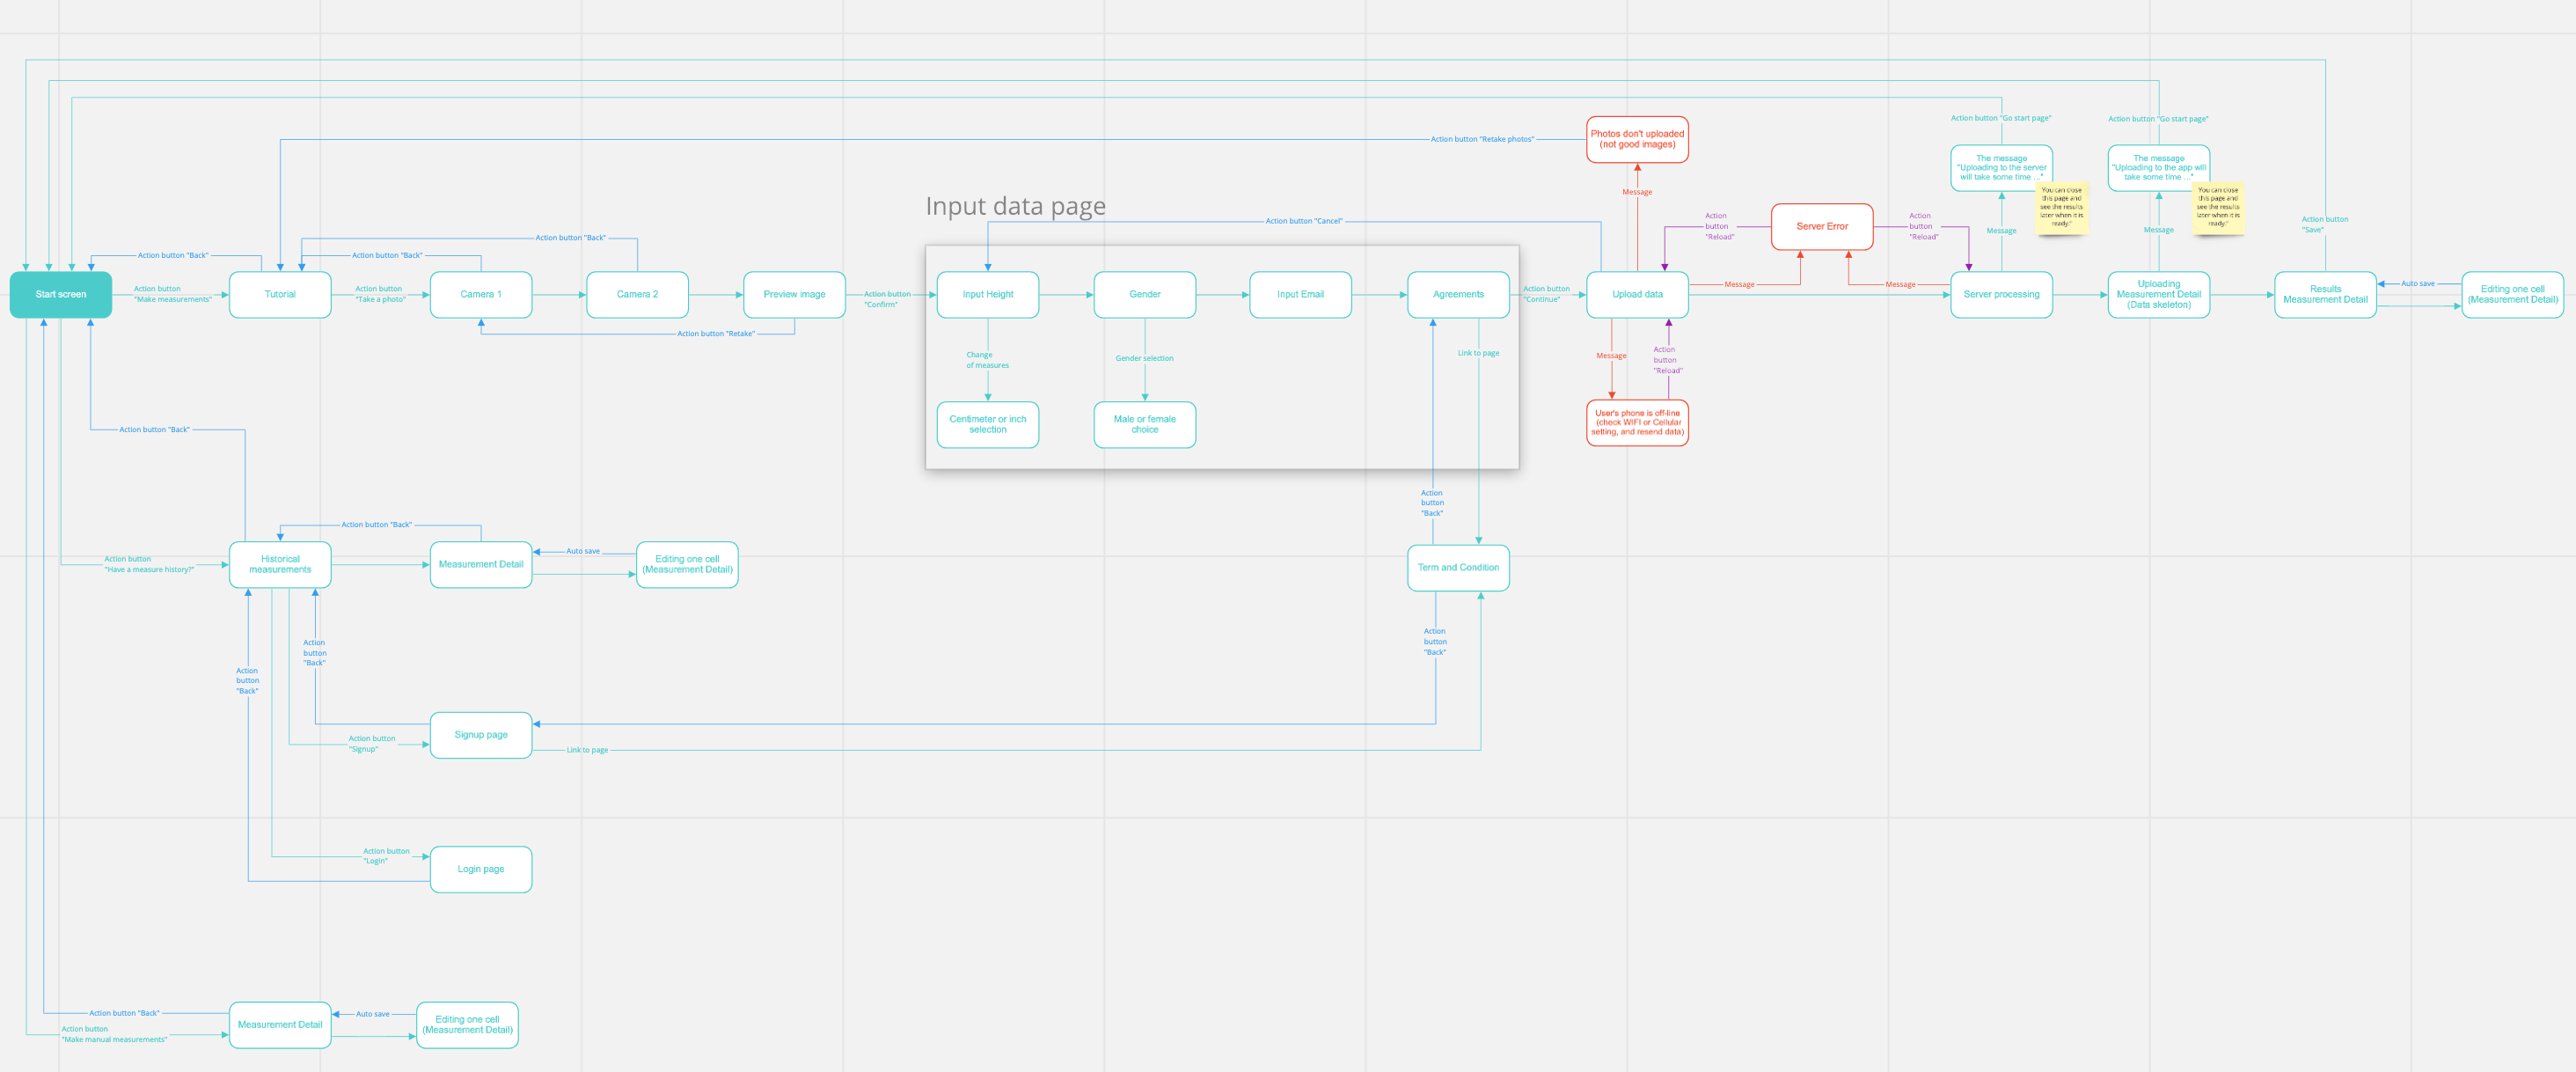 Action button "Go start page"
Action button "Go start page"
Photos don't uploaded
(not good images)
Action button "Retake photos"
The message
"Uploading to the server
will take some time ..."
The message
"Uploading to the app will
take some time ..."
You can close
this page and
see the results
later when it is
ready."
You can close
this page and
see the results
later when it is
ready."
Message
Input data page
Action button "Cancel"
Action
button
"Reload"
Server Error
Action
button
"Reload"
Message
Message
Action button
"Save"
Action button "Back"
Action button "Back"
Action button "Back"
Start screen
Action button
"Make measurements"
Tutorial
Action button
"Take a photo"
Camera 1
Camera 2
Preview image
Action button
"Confirm"
Input Height
Gender
Input Email
Agreements
Action button
"Continue"
Upload data
Message
Message
Server processing
Uploading
Measurement Detail
(Data skeleton)
Results
Measurement Detail
Auto save
Editing one cell
(Measurement Detail)
Action button "Retake"
Change
of measures
Gender selection
Link to page
Message
Action
button
"Reload"
Centimeter or inch
selection
Male or female
choice
User's phone is off-line
(check WIFI or Cellular
setting, and resend data)
Action button "Back"
Action
button
"Back"
Action button "Back"
Action button
"Have a measure history?"
Historical
measurements
Measurement Detail
Auto save
Editing one cell
(Measurement Detail)
Term and Condition
Action
button
"Back"
Action
button
"Back"
Action
button
"Back"
Action button
"Signup"
Signup page
Link to page
Action button
"Login"
Login page
Action button "Back"
Action button
"Make manual measurements"
Measurement Detail
Auto save
Editing one cell
(Measurement Detail)